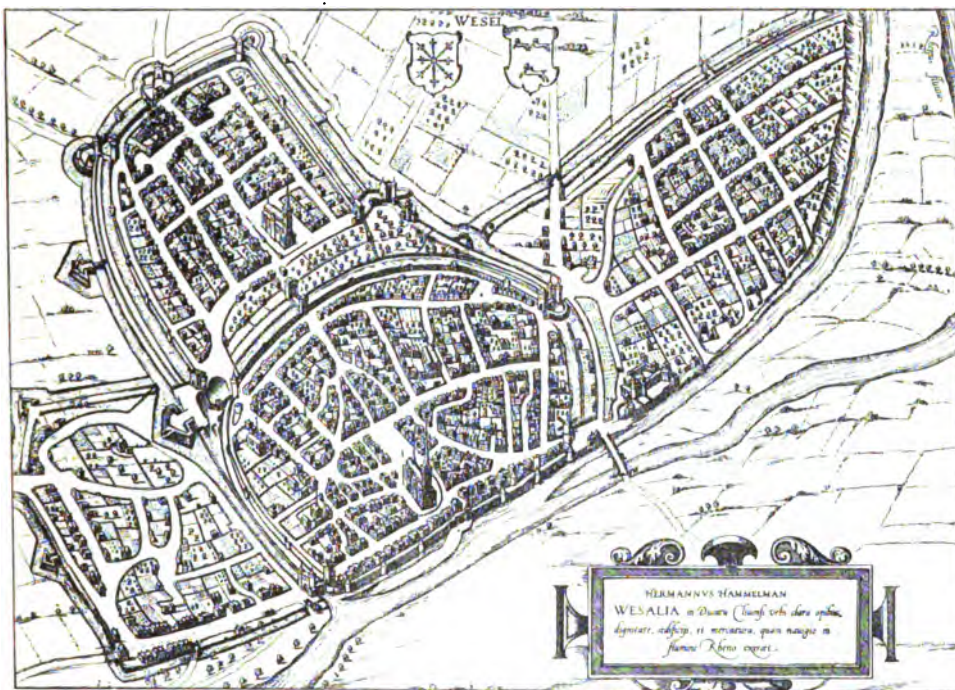 WESEL
HERMANNVS HAMMELMAN
WESALIA in Ducatu Cliuensi vrbs clara opibus,
dignitate, aedificijs, et mercatura, quam nauigio in
flumine Rheno exercet.